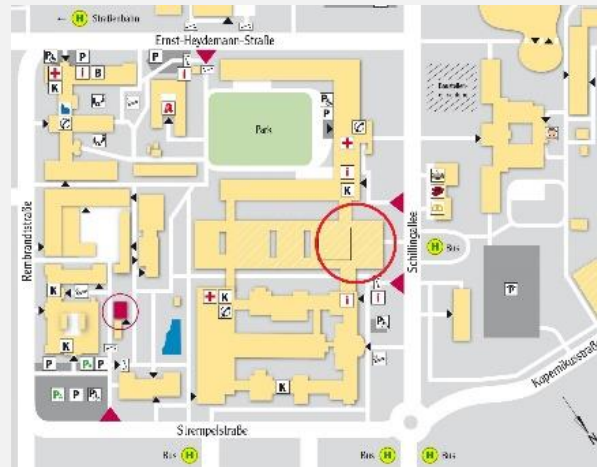 ← H Straßenbahn
Ernst-Heydemann-Straße
P P P i
i B
K
Park
P
P
i
K
Rembrandtstraße
Schillingallee
H Bus
K
K
K
i i
P
K
P P P
P P P
Kopernikusstraße
Strempelstraße
Bus H
Bus H
H Bus
N